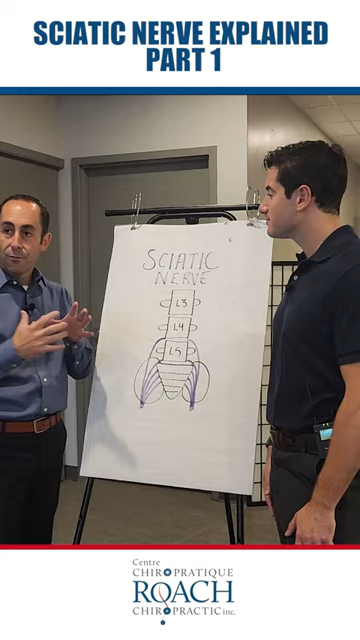 SCIATIC NERVE EXPLAINED
PART 1
SCIATIC
NERVE
L3
L4
L5
Centre
CHIROPRATIQUE
ROACH
CHIROPRACTIC inc.